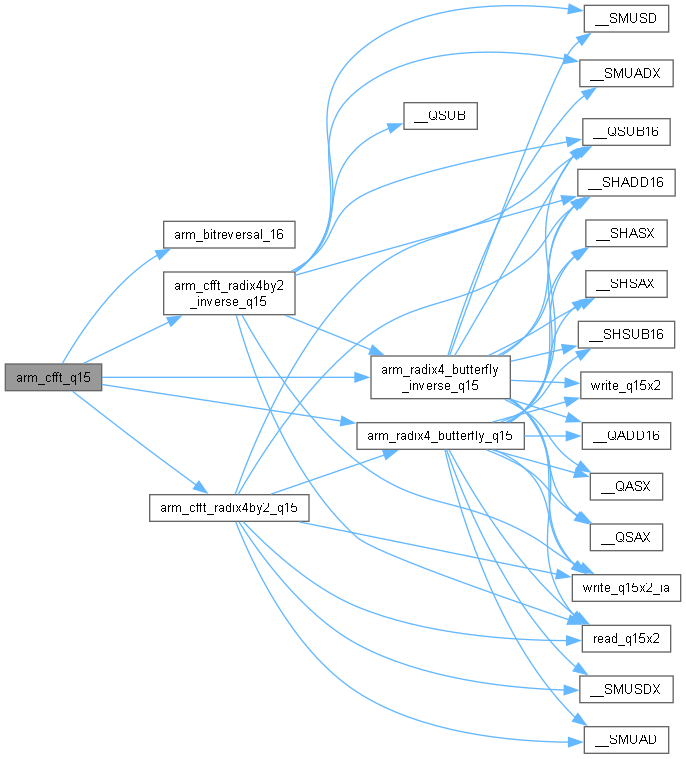 __SMUSD
__SMUADX
__QSUB
__QSUB16
__SHADD16
arm_bitreversal_16
__SHASX
arm_cfft_radix4by2
_inverse_q15
__SHSAX
__SHSUB16
arm_cfft_q15
arm_radix4_butterfly
_inverse_q15
write_q15x2
arm_radix4_butterfly_q15
__QADD16
__QASX
arm_cfft_radix4by2_q15
__QSAX
write_q15x2_ia
read_q15x2
__SMUSDX
__SMUAD